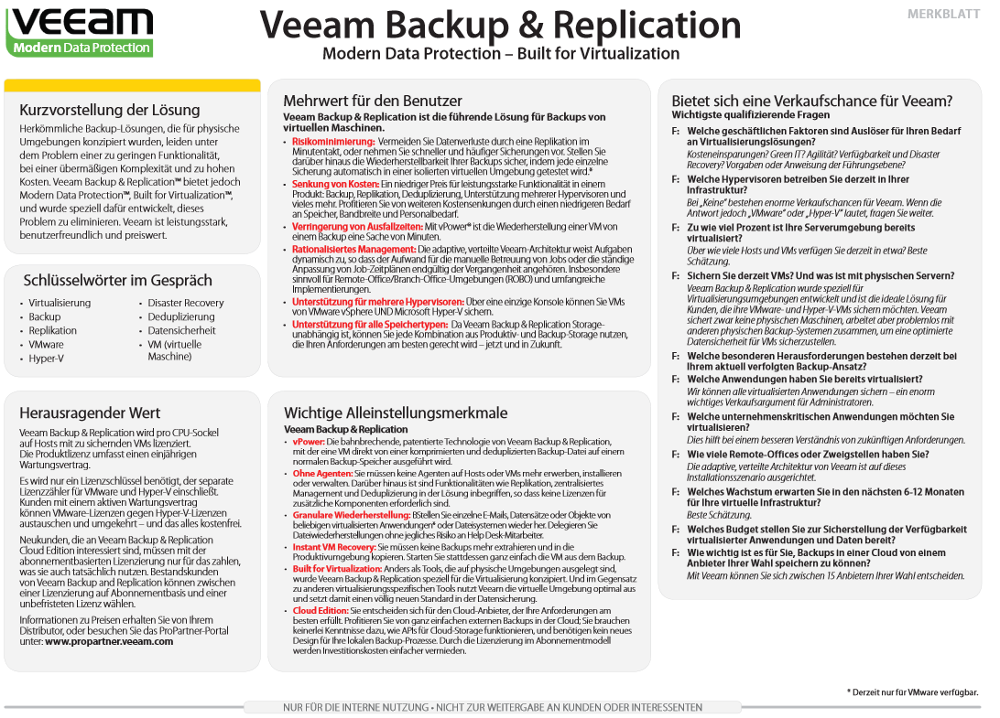 veeam
Modern Data Protection
Veeam Backup & Replication
Modern Data Protection – Built for Virtualization
MERKBLATT
Kurzvorstellung der Lösung
Herkömmliche Backup-Lösungen, die für physische
Umgebungen konzipiert wurden, leiden unter
dem Problem einer zu geringen Funktionalität,
bei einer übermäßigen Komplexität und zu hohen
Kosten. Veeam Backup & Replication™ bietet jedoch
Modern Data Protection™, Built for Virtualization™,
und wurde speziell dafür entwickelt, dieses
Problem zu eliminieren. Veeam ist leistungsstark,
benutzerfreundlich und preiswert.
Schlüsselwörter im Gespräch
• Virtualisierung
• Backup
• Replikation
• VMware
• Hyper-V
• Disaster Recovery
• Deduplizierung
• Datensicherheit
• VM (virtuelle
Maschine)
Herausragender Wert
Veeam Backup & Replication wird pro CPU-Sockel
auf Hosts mit zu sichernden VMs lizenziert.
Die Produktlizenz umfasst einen einjährigen
Wartungsvertrag.
Es wird nur ein Lizenzschlüssel benötigt, der separate
Lizenzzähler für VMware und Hyper-V einschließt.
Kunden mit einem aktiven Wartungsvertrag
können VMware-Lizenzen gegen Hyper-V-Lizenzen
austauschen und umgekehrt – und das alles kostenfrei.
Neukunden, die an Veeam Backup & Replication
Cloud Edition interessiert sind, müssen mit der
abonnementbasierten Lizenzierung nur für das zahlen,
was sie auch tatsächlich nutzen. Bestandskunden
von Veeam Backup and Replication können zwischen
einer Lizenzierung auf Abonnementbasis und einer
unbefristeten Lizenz wählen.
Informationen zu Preisen erhalten Sie von Ihrem
Distributor, oder besuchen Sie das ProPartner-Portal
unter: www.propartner.veeam.com
Mehrwert für den Benutzer
Veeam Backup & Replication ist die führende Lösung für Backups von
virtuellen Maschinen.
• Risikominimierung: Vermeiden Sie Datenverluste durch eine Replikation im
Minutentakt, oder nehmen Sie schneller und häufiger Sicherungen vor. Stellen Sie
darüber hinaus die Wiederherstellbarkeit Ihrer Backups sicher, indem jede einzelne
Sicherung automatisch in einer isolierten virtuellen Umgebung getestet wird.*
• Senkung von Kosten: Ein niedriger Preis für leistungsstarke Funktionalität in einem
Produkt: Backup, Replikation, Deduplizierung, Unterstützung mehrerer Hypervisoren und
vieles mehr. Profitieren Sie von weiteren Kostensenkungen durch einen niedrigeren Bedarf
an Speicher, Bandbreite und Personalbedarf.
• Verringerung von Ausfallzeiten: Mit vPower® ist die Wiederherstellung einer VM von
einem Backup eine Sache von Minuten.
• Rationalisiertes Management: Die adaptive, verteilte Veeam-Architektur weist Aufgaben
dynamisch zu, so dass der Aufwand für die manuelle Betreuung von Jobs oder die ständige
Anpassung von Job-Zeitplänen endgültig der Vergangenheit angehören. Insbesondere
sinnvoll für Remote-Office/Branch-Office-Umgebungen (ROBO) und umfangreiche
Implementierungen.
• Unterstützung für mehrere Hypervisoren: Über eine einzige Konsole können Sie VMs
von VMware vSphere UND Microsoft Hyper-V sichern.
• Unterstützung für alle Speichertypen: Da Veeam Backup & Replication Storage-
unabhängig ist, können Sie jede Kombination aus Produktiv- und Backup-Storage nutzen,
die Ihren Anforderungen am besten gerecht wird – jetzt und in Zukunft.
Wichtige Alleinstellungsmerkmale
Veeam Backup & Replication
• vPower: Die bahnbrechende, patentierte Technologie von Veeam Backup & Replication,
mit der eine VM direkt von einer komprimierten und deduplizierten Backup-Datei auf einem
normalen Backup-Speicher ausgeführt wird.
• Ohne Agenten: Sie müssen keine Agenten auf Hosts oder VMs mehr erwerben, installieren
oder verwalten. Darüber hinaus ist sind Funktionalitäten wie Replikation, zentralisiertes
Management und Deduplizierung in der Lösung inbegriffen, so dass keine Lizenzen für
zusätzliche Komponenten erforderlich sind.
• Granulare Wiederherstellung: BStellen Sie einzelne E-Mails, Datensätze oder Objekte von
beliebigen virtualisierten Anwendungen* oder Dateisystemen wieder her. Delegieren Sie
Dateiwiederherstellungen ohne jegliches Risiko an Help Desk-Mitarbeiter.
• Instant VM Recovery: Sie müssen keine Backups mehr extrahieren und in die
Produktivumgebung kopieren. Starten Sie stattdessen ganz einfach die VM aus dem Backup.
• Built for Virtualization: Anders als Tools, die auf physische Umgebungen ausgelegt sind,
wurde Veeam Backup & Replication speziell für die Virtualisierung konzipiert. Und im Gegensatz
zu anderen virtualisierungsspezifischen Tools nutzt Veeam die virtuelle Umgebung optimal aus
und setzt damit einen völlig neuen Standard in der Datensicherung.
• Cloud Edition: Sie entscheiden sich für den Cloud-Anbieter, der Ihre Anforderungen am
besten erfüllt. Profitieren Sie von ganz einfachen externen Backups in der Cloud; Sie brauchen
keinerlei Kenntnisse dazu, wie APIs für Cloud-Storage funktionieren, und benötigen kein neues
Design für Ihre lokalen Backup-Prozesse. Durch die Lizenzierung im Abonnementmodell
werden Investitionskosten einfacher vermieden.
Bietet sich eine Verkaufschance für Veeam?
Wichtigste qualifizierende Fragen
F: Welche geschäftlichen Faktoren sind Auslöser für Ihren Bedarf
an Virtualisierungslösungen?
Kosteneinsparungen? Green IT? Agilität? Verfügbarkeit und Disaster
Recovery? Vorgaben oder Anweisung der Führungsebene?
F: Welche Hypervisoren betreiben Sie derzeit in Ihrer
Infrastruktur?
Bei „Keine“ bestehen enorme Verkaufschancen für Veeam. Wenn die
Antwort jedoch „VMware“ oder „Hyper-V“ lautet, fragen Sie weiter.
F: Zu wie viel Prozent ist Ihre Serverumgebung bereits
virtualisiert?
Über wie viele Hosts und VMs verfügen Sie derzeit in etwa? Beste
Schätzung.
F: Sichern Sie derzeit VMs? Und was ist mit physischen Servern?
Veeam Backup & Replication wurde speziell für
Virtualisierungsumgebungen entwickelt und ist die ideale Lösung für
Kunden, die ihre VMware- und Hyper-V-VMs sichern möchten. Veeam
sichert zwar keine physischen Maschinen, arbeitet aber problemlos mit
anderen physischen Backup-Systemen zusammen, um eine optimierte
Datensicherheit für VMs sicherzustellen.
F: Welche besonderen Herausforderungen bestehen derzeit bei
Ihrem aktuell verfolgten Backup-Ansatz?
F: Welche Anwendungen haben Sie bereits virtualisiert?
Wir können alle virtualisierten Anwendungen sichern – ein enorm
wichtiges Verkaufsargument für Administratoren.
F: Welche unternehmenskritischen Anwendungen möchten Sie
virtualisieren?
Dies hilft bei einem besseren Verständnis von zukünftigen Anforderungen.
F: Wie viele Remote-Offices oder Zweigstellen haben Sie?
Die adaptive, verteilte Architektur von Veeam ist auf dieses
Installationsszenario ausgerichtet.
F: Welches Wachstum erwarten Sie in den nächsten 6-12 Monaten
für Ihre virtuelle Infrastruktur?
Beste Schätzung.
F: Welches Budget stellen Sie zur Sicherstellung der Verfügbarkeit
virtualisierter Anwendungen und Daten bereit?
F: Wie wichtig ist es für Sie, Backups in einer Cloud von einem
Anbieter Ihrer Wahl speichern zu können?
Mit Veeam können Sie sich zwischen 15 Anbietern Ihrer Wahl entscheiden.
* Derzeit nur für VMware verfügbar.
NUR FÜR DIE INTERNE NUTZUNG • NICHT ZUR WEITERGABE AN KUNDEN ODER INTERESSENTEN